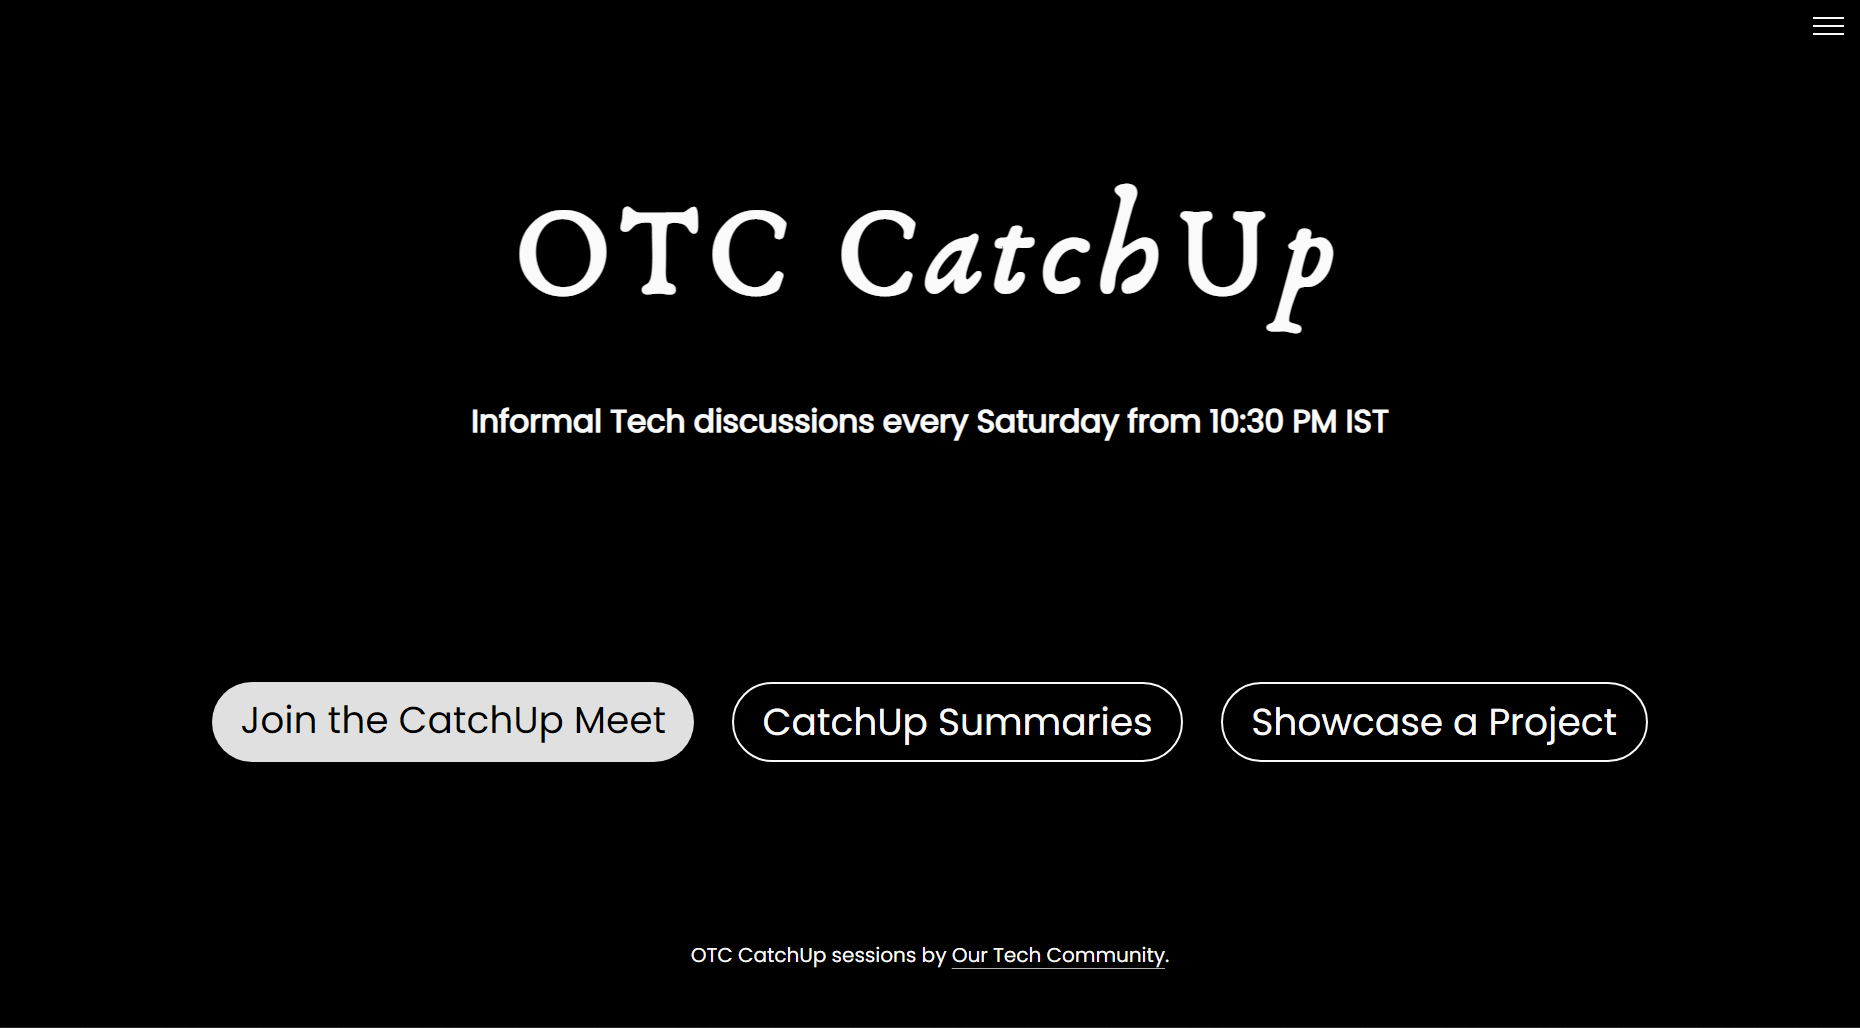 OTC CatchUp
Informal Tech discussions every Saturday from 10:30 PM IST
Join the CatchUp Meet
CatchUp Summaries
Showcase a Project
OTC CatchUp sessions by Our Tech Community.